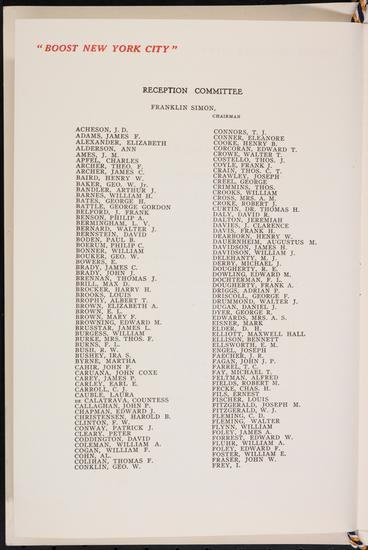 "BOOST NEW YORK CITY"
RECEPTION COMMITTEE
FRANKLIN SIMON,
CHAIRMAN
ACHESON, J. D.
ADAMS, JAMES F.
ALEXANDER, ELIZABETH
ALDERSON, ANN
AMES, J. M.
APFEL, CHARLES
ARCHER, THEO. F.
ARCHER, JAMES C.
BAIRD, HENRY W.
BAKER, GEO. W. Jr.
BANDLER, ARTHUR J.
BARNES, WILLIAM H.
BATES, GEORGE H.
BATTLE, GEORGE GORDON
BELFORD, L. FRANK
BENSON, PHILIP A.
BERMINGHAM, L. V.
BERNARD, WALTER J.
BERNSTEIN, DAVID
BODEN, PAUL B.
BOERUM, PHILIP C.
BONNER, WILLIAM
BOUKER, GEO. W.
BOWERS, E.
BRADY, JAMES C.
BRADY, JOHN J.
BRENNAN, THOMAS J.
BRILL, MAX D.
BROCKER, HARRY H.
BROOKS, LOUIS
BROPHY, ALBERT T.
BROWN, ELIZABETH A.
BROWN, E. L.
BROWN, MARY F.
BROWNING, EDWARD M.
BRUSSTAR, JAMES L.
BURGESS, WILLIAM
BURKE, MRS. THOS. F.
BURNS, F. L.
BUSH, R. W.
BUSHEY, IRA S.
BYRNE, MARTHA
CAHIR, JOHN F.
CARUANA, JOHN COXE
CAREY, JAMES F.
CARLEY, EARL E.
CARROLL, C. J.
CAUBLE, LAURA
DE CALATRAVA, COUNTESS
CALLAGHAN, JOHN P.
CHAPMAN, EDWARD L.
CHRISTENSEN, HAROLD B.
CLINTON, F. W.
CONWAY, PATRICK J.
CLEARY, PETER
CODDINGTON, DAVID
COLEMAN, WILLIAM A.
COGAN, WILLIAM F.
COHN, AL.
COLIHAN, THOMAS F.
CONKLIN, GEO. W.
CONNORS, T. J.
CONNER, ELEANORE
COOKE, HENRY B.
CORCORAN, EDWARD T.
CROWE, WALTER T.
COSTELLO, THOS. J.
COYLE, FRANK J.
CRAIN, THOS. C. T.
CRAWLEY, JOSEPH
CREEL, GEORGE
CRIMMINS, THOS.
CROOKS, WILLIAM
CROSS, MRS. A. M.
CROKE, ROBERT J.
CURTIN, DR. THOMAS H.
DALY, DAVID R.
DALTON, JEREMIAH
DAVIES, J. CLARENCE
DAVIS, FRANK H.
DEARBORN, HENRY W.
DAUERNHEIM, AUGUSTUS M.
DAVIDSON, JAMES H.
DAVIDSON, WILLIAM J.
DELEHANTY, M. J.
DERBY, MICHAEL J.
DOUGHERTY, R. E.
DOWLING, EDWARD M.
DOCHTERMAN, F. L.
DOUGHERTY, FRANK A.
DRIGGS, ADRIAN P.
DRISCOLL, GEORGE F.
DRUMMOND, WALTER J.
DUGAN, DANIEL J.
DYER, GEORGE R.
EDWARDS, MRS. A. S.
EISNER, MARK
ELDER, D. H.
ELLIOTT, MAXWELL HALL
ELLISON, BENNETT
ELLSWORTH, E. M.
ENGEL, JOSEPH
FAECHER, J. R.
FAGAN, JOHN J. P.
FARREL, T. C.
FAY, MICHAEL T.
FELTMAN, ALFRED
FIELDS, ROBERT M.
FECKE, CHAS. H.
FILS, ERNEST
FISCHER, LOUIS
FITZGERALD, JOSEPH M.
FITZGERALD, W. J.
FLEMING, C. D.
FLEMING, WALTER
FLYNN, WILLIAM
FOLEY, JAMES A.
FORREST, EDWARD W.
FLUHR, WILLIAM A.
FOLEY, EDWARD F.
FOSTER, WILLIAM E.
FRASER, JOHN W.
FREY, I.